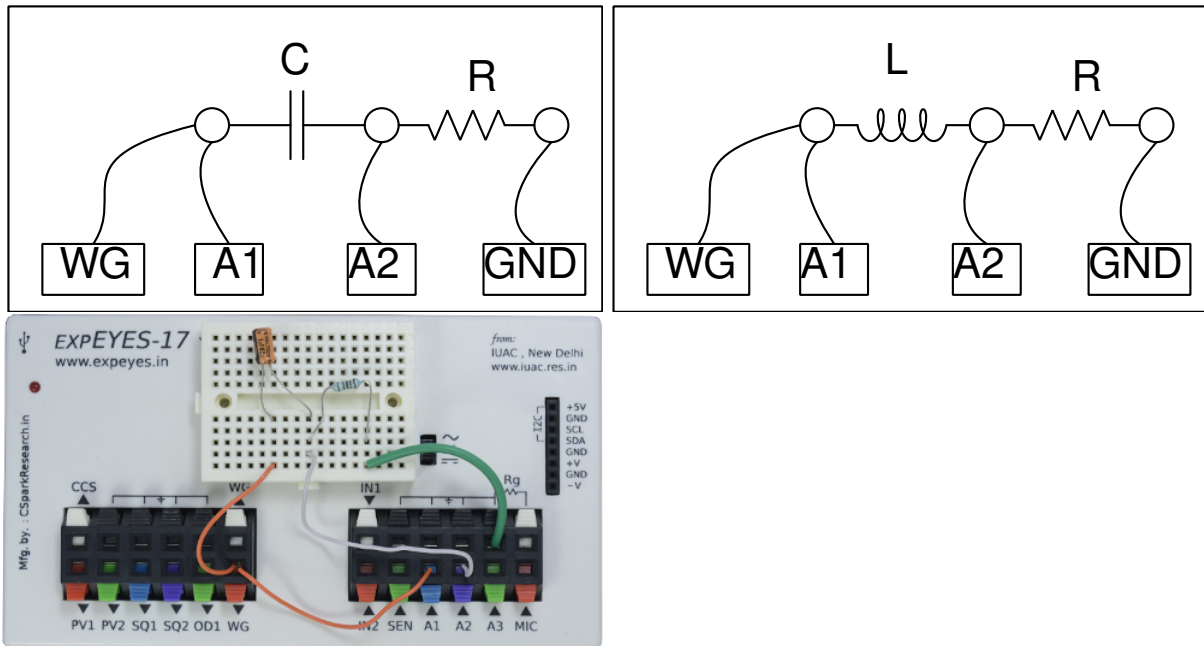 C
R
WG A1 A2 GND
L
R
WG A1 A2 GND
EXPEYES-17
www.expeyes.in
from:
IUAC , New Delhi
www.iuac.res.in
+5V
GND
SCL
SDA
GND
+V
GND
-V
I2C
Mfg. by. : CSparkResearch.in
CCS WG IN1 Rg
PV1 PV2 SQ1 SQ2 OD1 WG
IN2 SEN A1 A2 A3 MIC